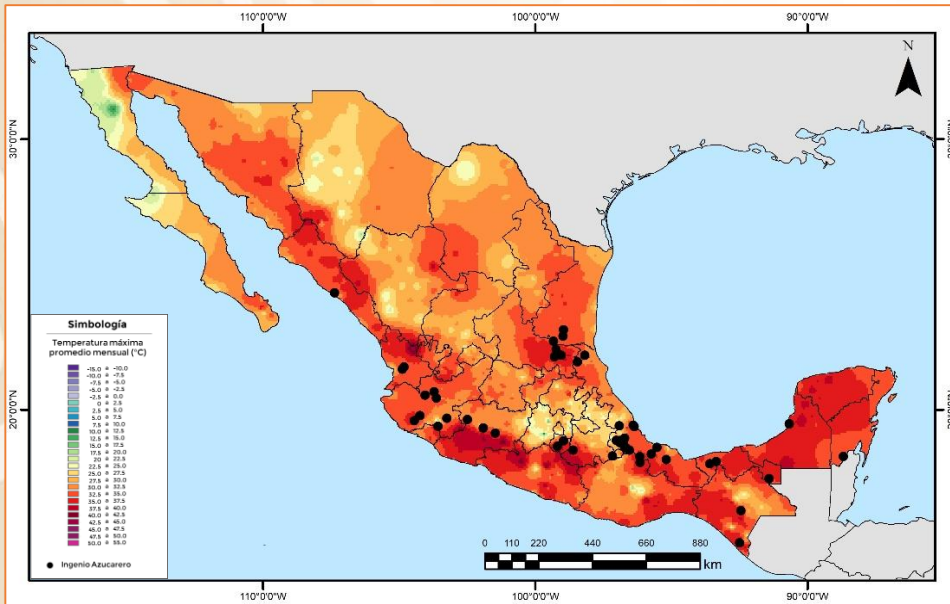 110°0'0"W 100°0'0"W 90°0'0"W
N
30°0'0"N
20°0'0"N
Simbología
Temperatura máxima
promedio mensual (°C)
-15.0 a -10.0
-10.0 a -7.5
-7.5 a -5.0
-5.0 a -2.5
-2.5 a 0.0
0 a 2.5
2.5 a 5.0
5.0 a 7.5
7.5 a 10.0
10.0 a 12.5
12.5 a 15.0
15.0 a 17.5
17.5 a 20.0
20 a 22.5
22.5 a 25.0
25.0 a 27.5
27.5 a 30.0
30.0 a 32.5
32.5 a 35.0
35.0 a 37.5
37.5 a 40.0
40.0 a 42.5
42.5 a 45.0
45.0 a 47.5
47.5 a 50.0
50.0 a 55.0
Ingenio Azucarero
0 110 220 440 660 880
km
110°0'0"W 100°0'0"W 90°0'0"W